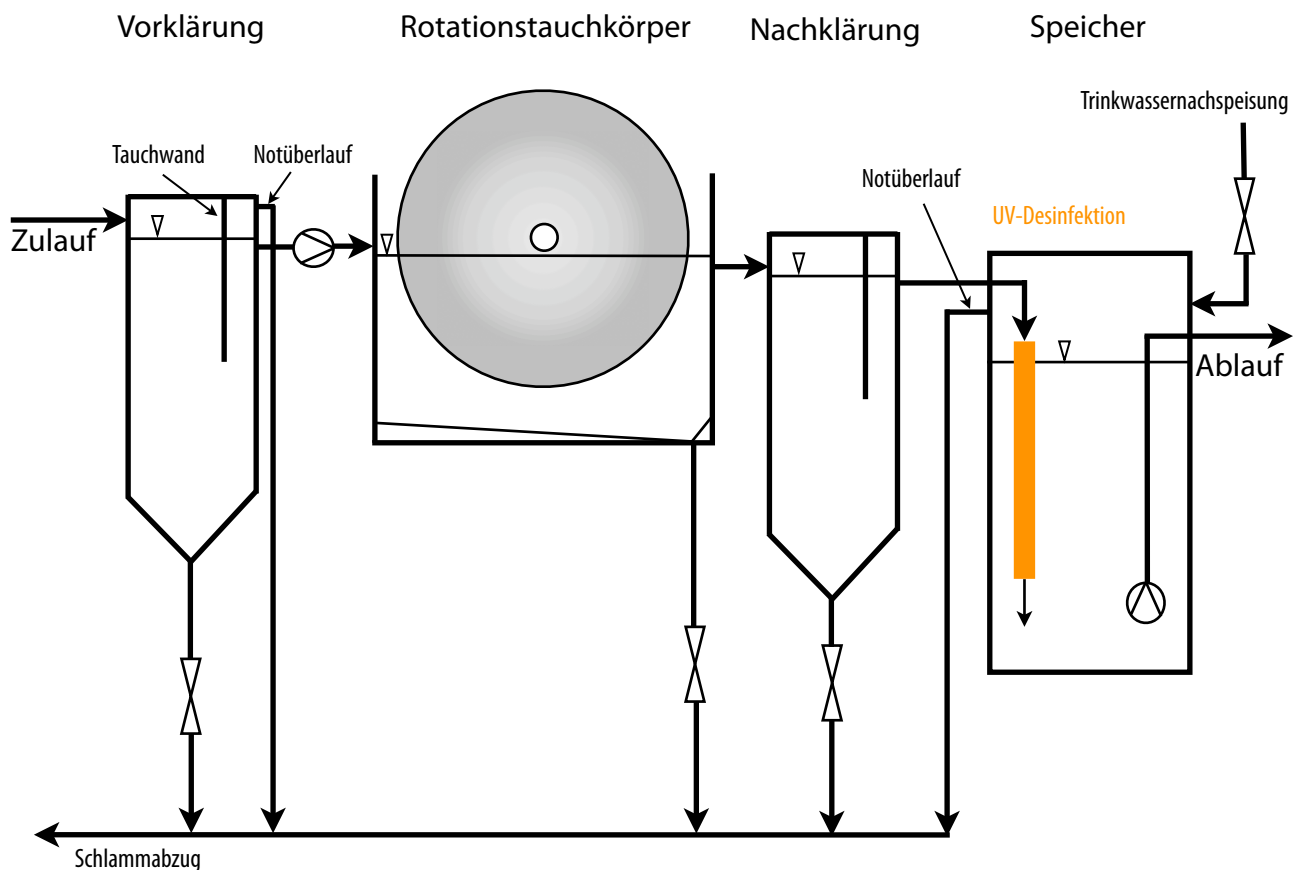 Vorklärung
Rotationstauchkörper
Nachklärung
Speicher
Trinkwassernachspeisung
Tauchwand
Notüberlauf
Notüberlauf
UV-Desinfektion
Zulauf
Ablauf
Schlammabzug